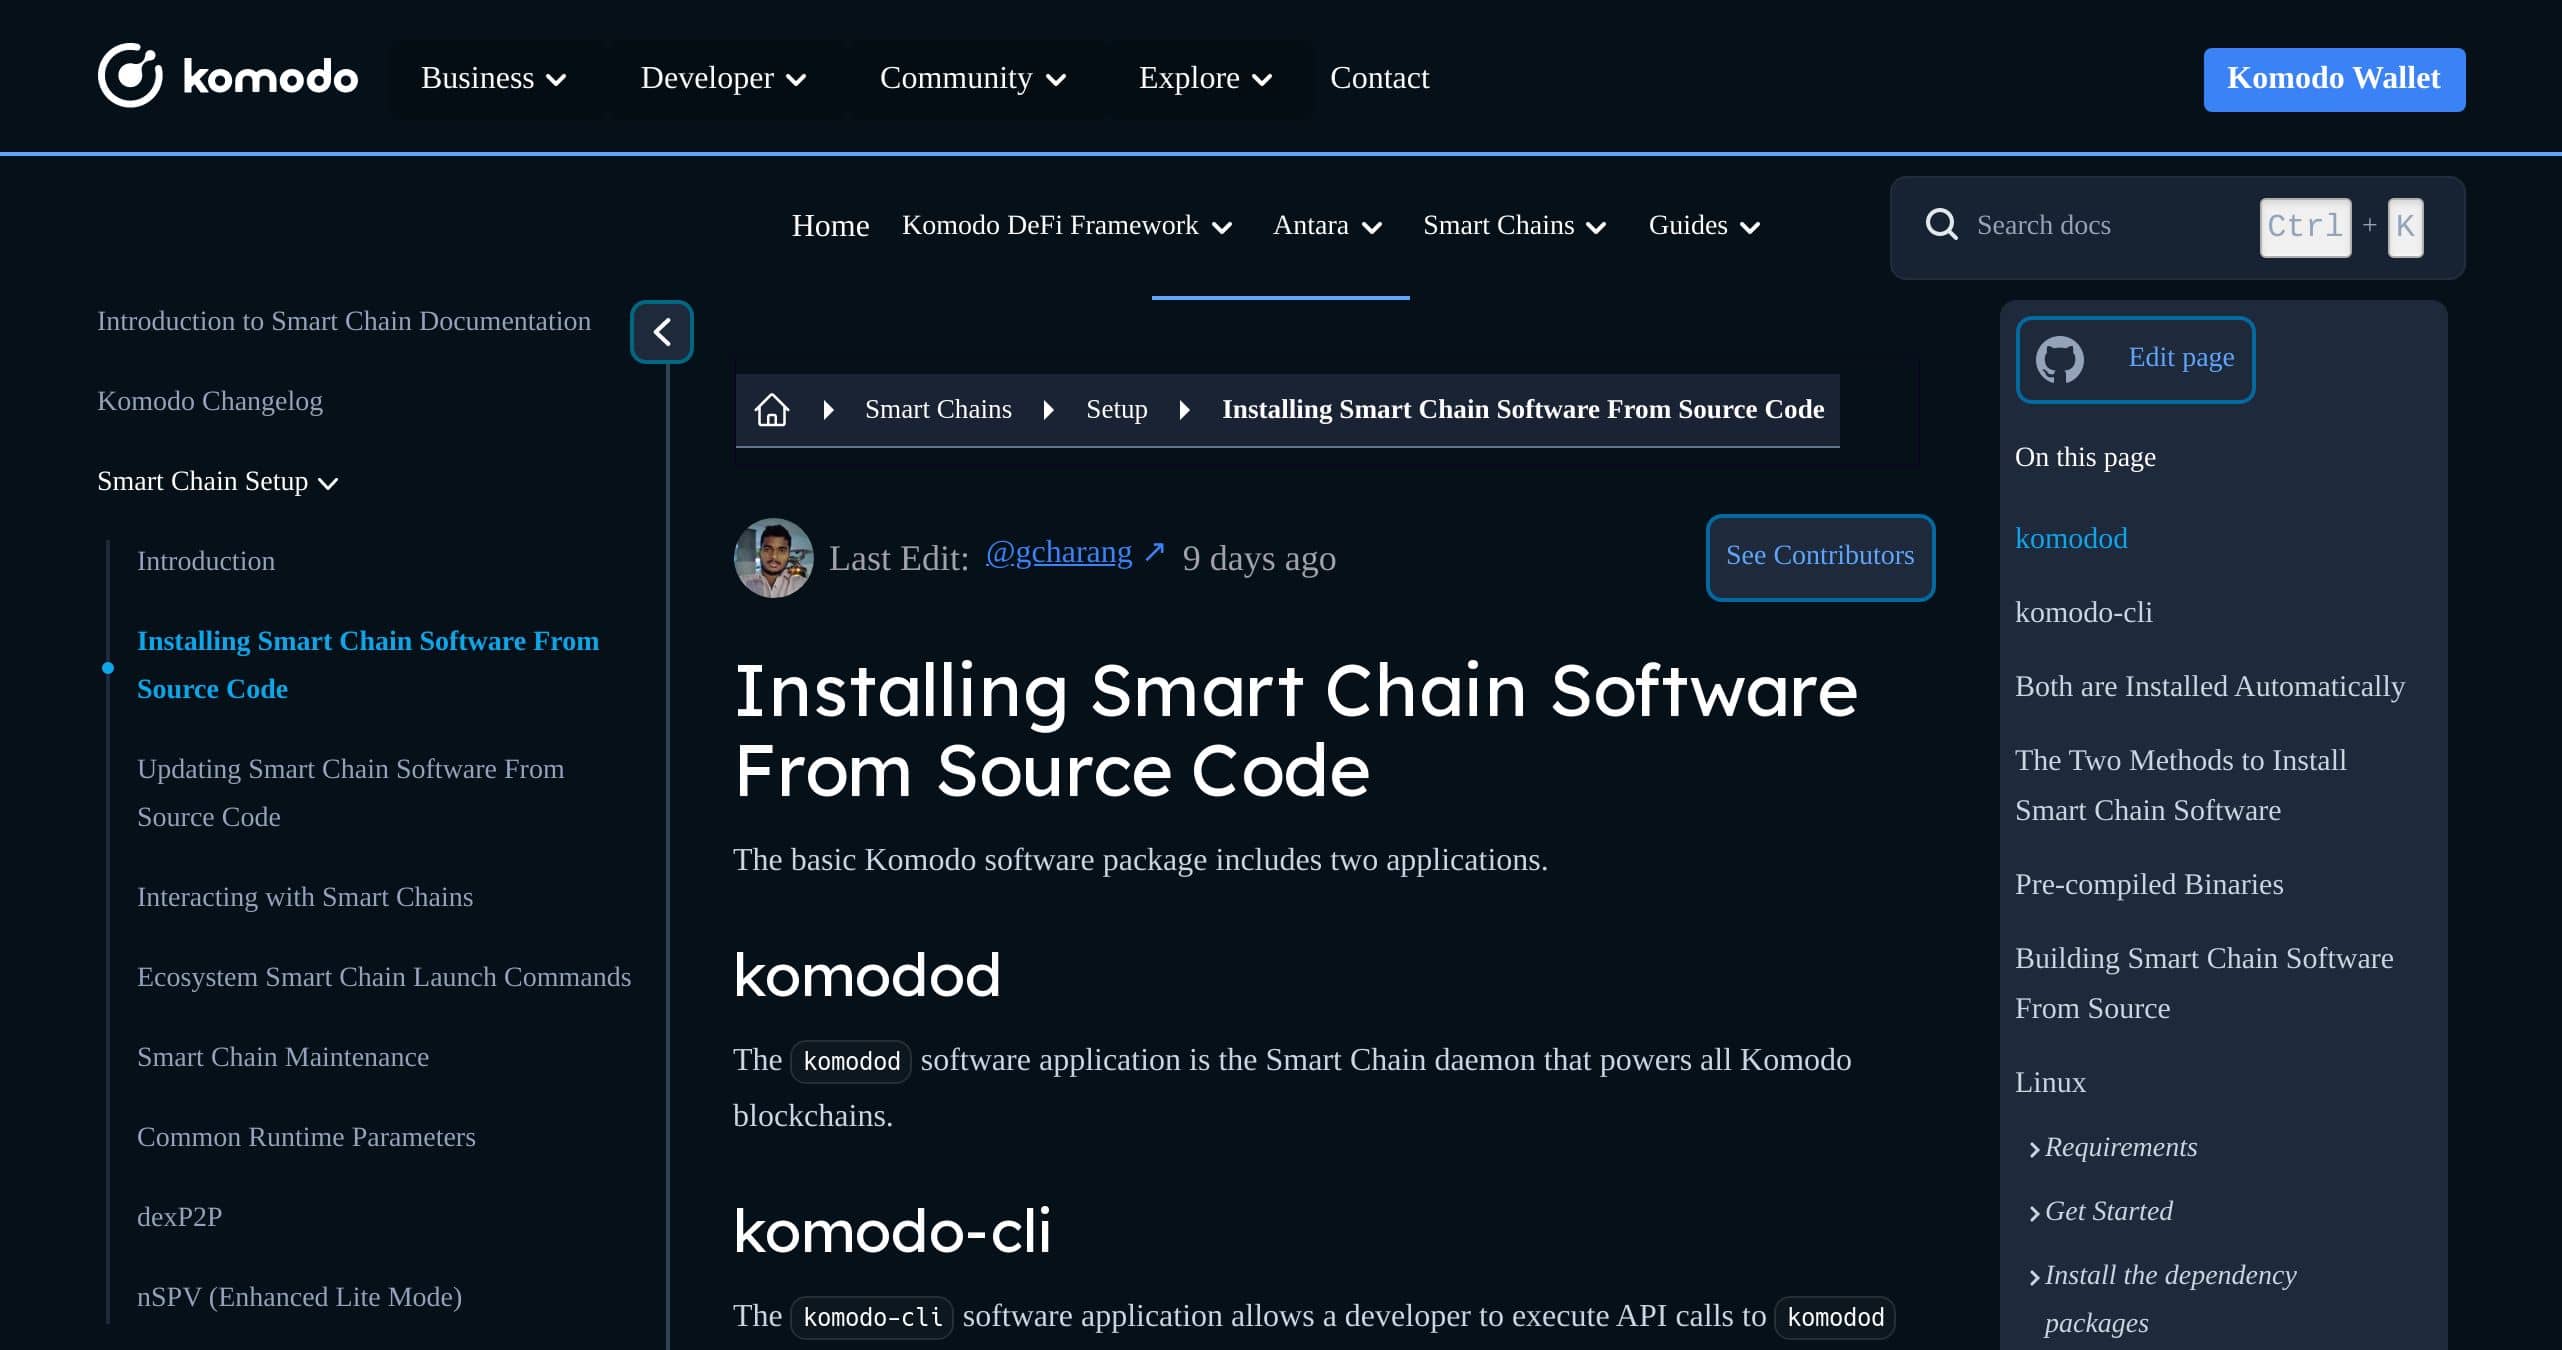 komodo Business Developer Community Explore Contact Komodo Wallet
Home Komodo DeFi Framework Antara Smart Chains Guides Search docs Ctrl + K
Introduction to Smart Chain Documentation
Komodo Changelog
Smart Chain Setup
Introduction
Installing Smart Chain Software From
Source Code
Updating Smart Chain Software From
Source Code
Interacting with Smart Chains
Ecosystem Smart Chain Launch Commands
Smart Chain Maintenance
Common Runtime Parameters
dexP2P
nSPV (Enhanced Lite Mode)
Smart Chains Setup Installing Smart Chain Software From Source Code
Last Edit: @gcharang ↗ 9 days ago See Contributors
Installing Smart Chain Software
From Source Code
The basic Komodo software package includes two applications.
komodod
The komodod software application is the Smart Chain daemon that powers all Komodo
blockchains.
komodo-cli
The komodo-cli software application allows a developer to execute API calls to komodod
Edit page
On this page
komodod
komodo-cli
Both are Installed Automatically
The Two Methods to Install
Smart Chain Software
Pre-compiled Binaries
Building Smart Chain Software
From Source
Linux
Requirements
Get Started
Install the dependency
packages